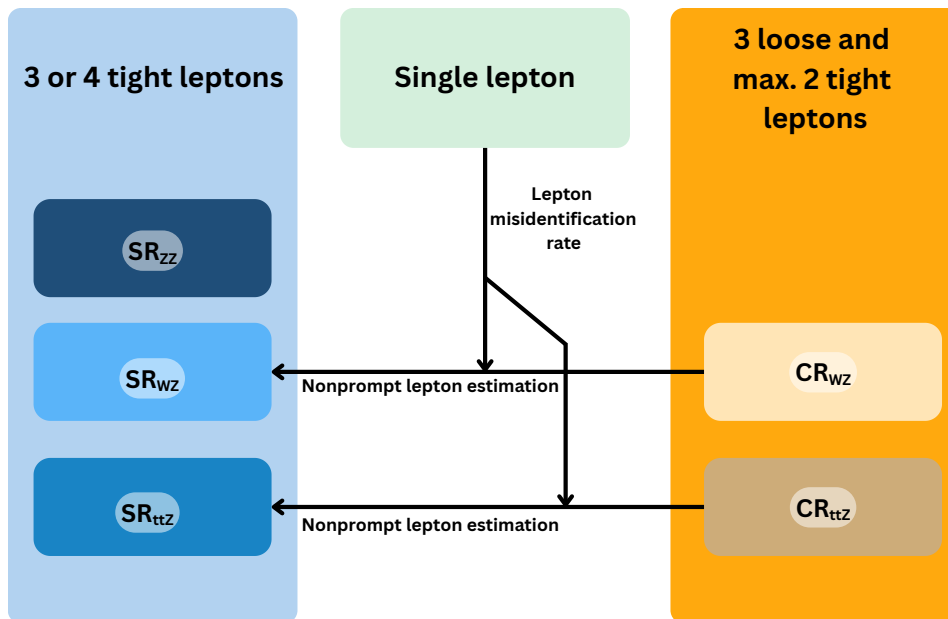 3 or 4 tight leptons
Single lepton
3 loose and
max. 2 tight
leptons
Lepton
misidentification
rate
SRZZ
SRWZ
Nonprompt lepton estimation
CRWZ
SRttZ
Nonprompt lepton estimation
CRttZ